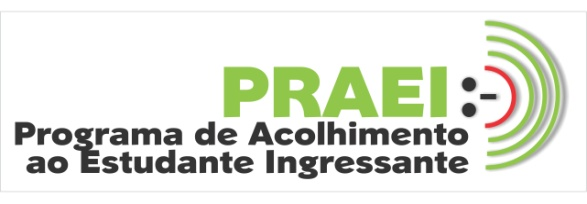 PRAEI :-)
Programa de Acolhimento
ao Estudante Ingressante